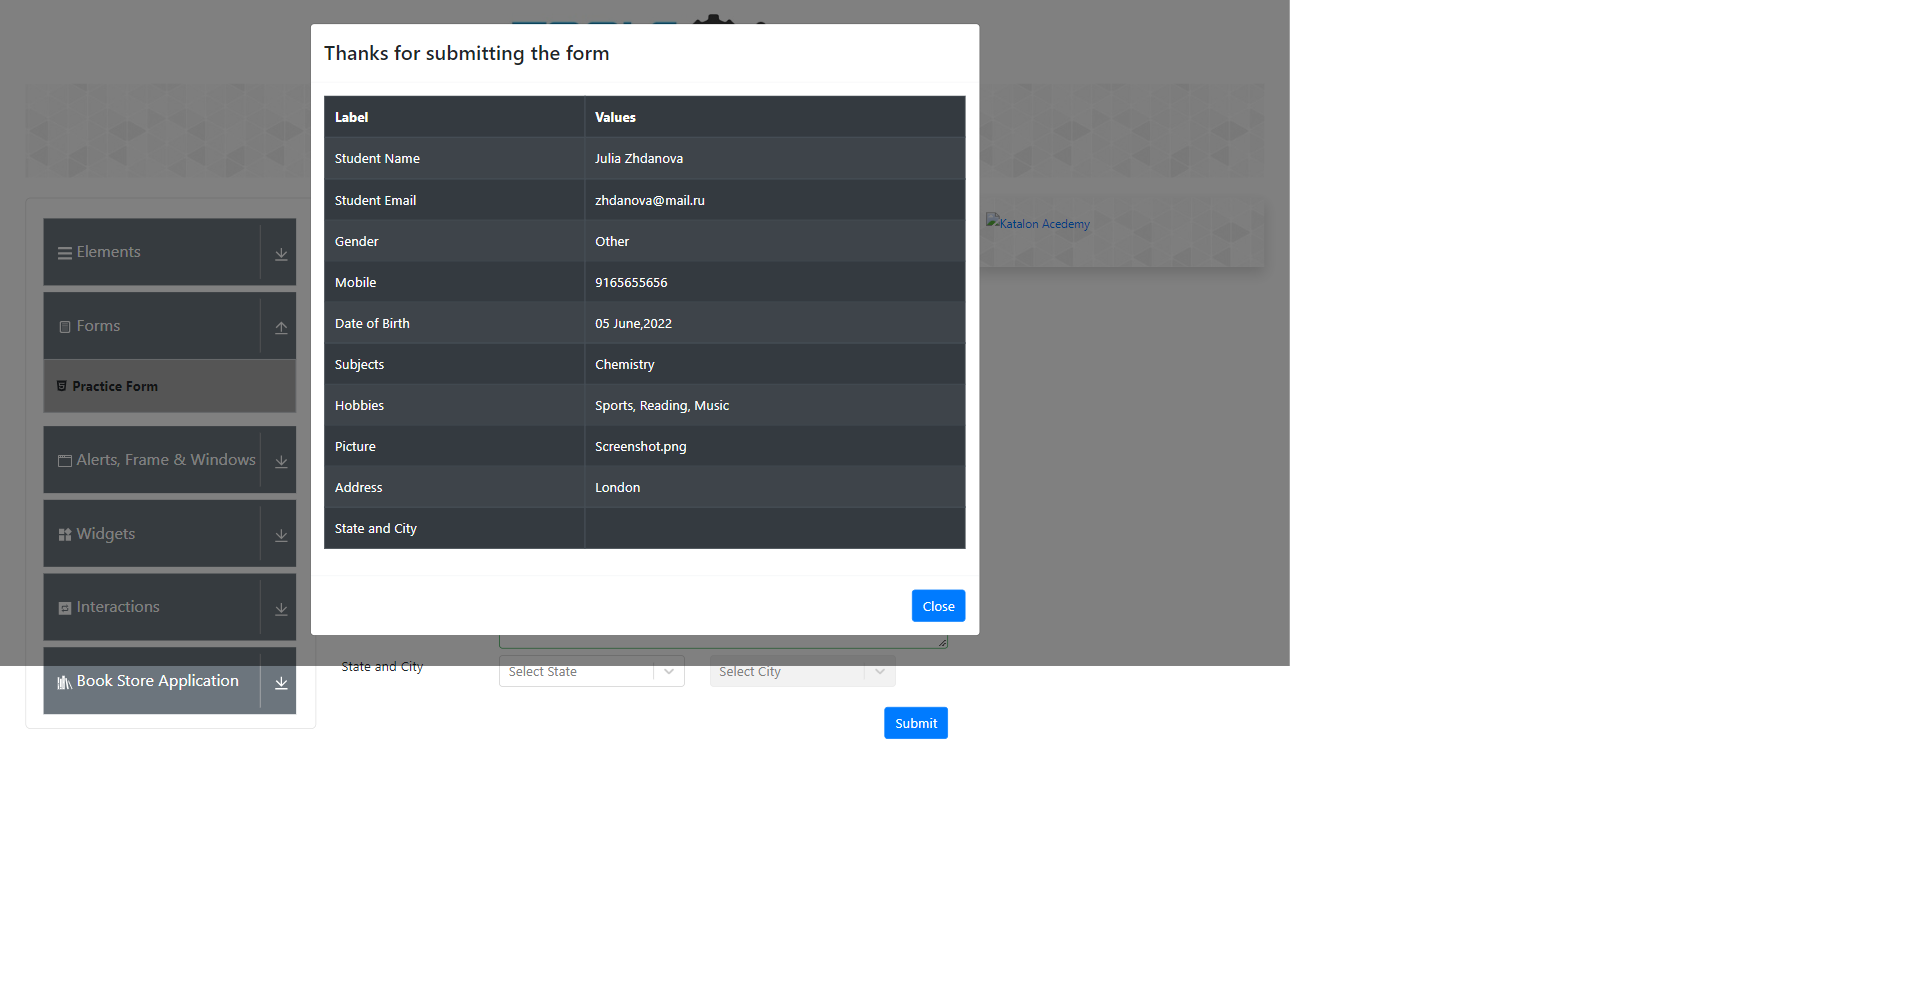 Thanks for submitting the form
Label Values
Student Name Julia Zhdanova
Student Email zhdanova@mail.ru
Gender Other
Mobile 9165655656
Date of Birth 05 June,2022
Subjects Chemistry
Hobbies Sports, Reading, Music
Picture Screenshot.png
Address London
State and City
Close
Elements
Forms
Practice Form
Alerts, Frame & Windows
Widgets
Interactions
Book Store Application
Katalon Acedemy
State and City Select State Select City
Submit